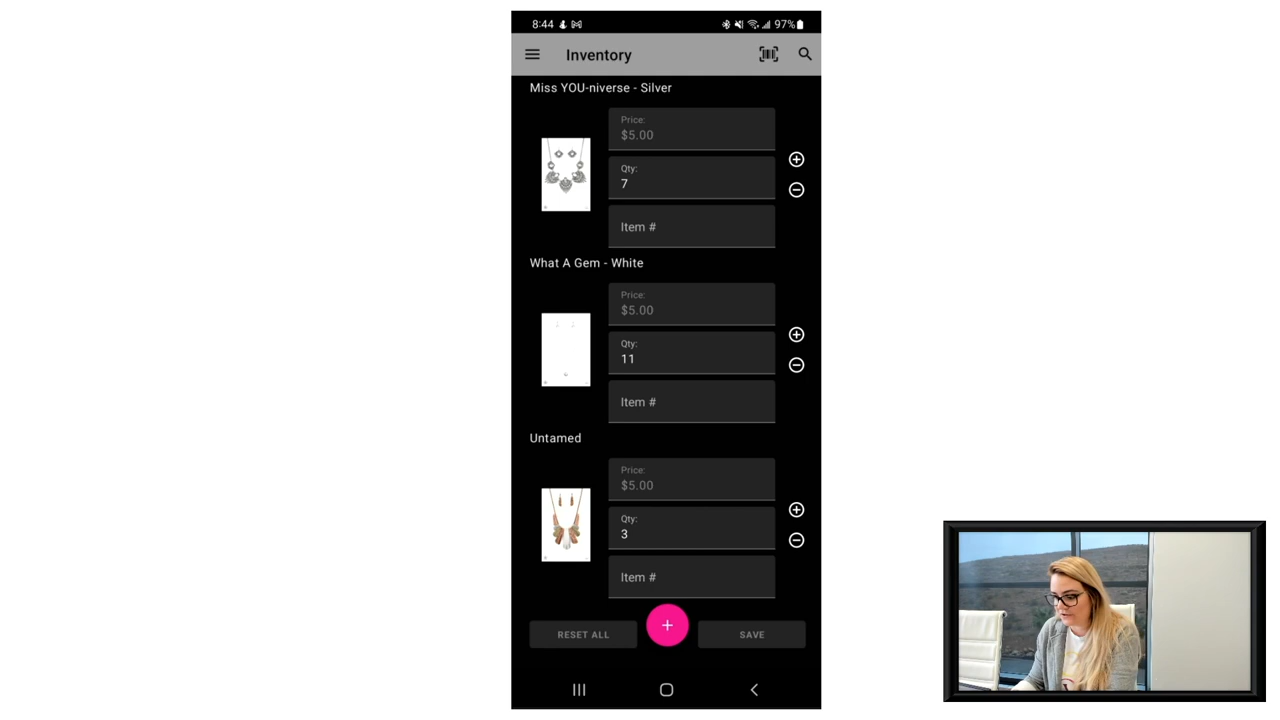 8:44 97%
Inventory
Miss YOU-niverse - Silver
Price:
$5.00
Qty:
7
Item #
What A Gem - White
Price:
$5.00
Qty:
11
Item #
Untamed
Price:
$5.00
Qty:
3
Item #
RESET ALL + SAVE